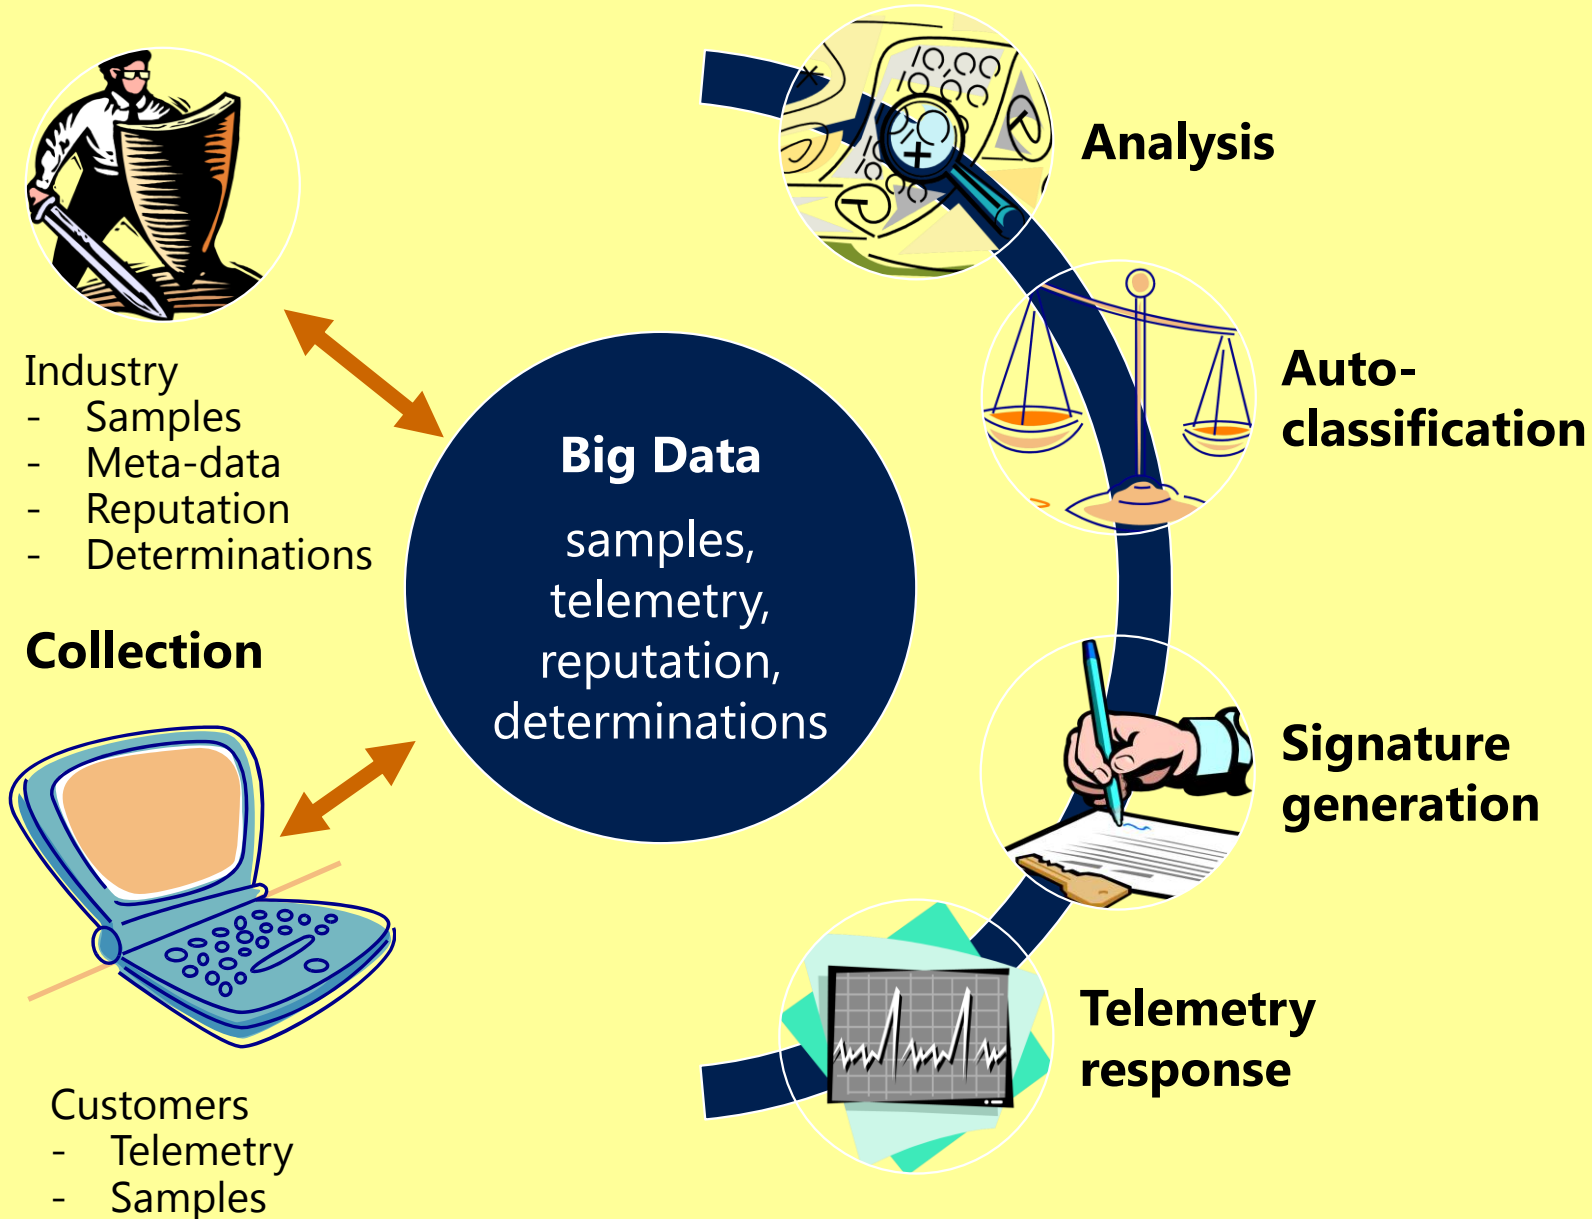 Industry
- Samples
- Meta-data
- Reputation
- Determinations
Collection
Customers
- Telemetry
- Samples
Big Data
samples,
telemetry,
reputation,
determinations
Analysis
Auto-
classification
Signature
generation
Telemetry
response